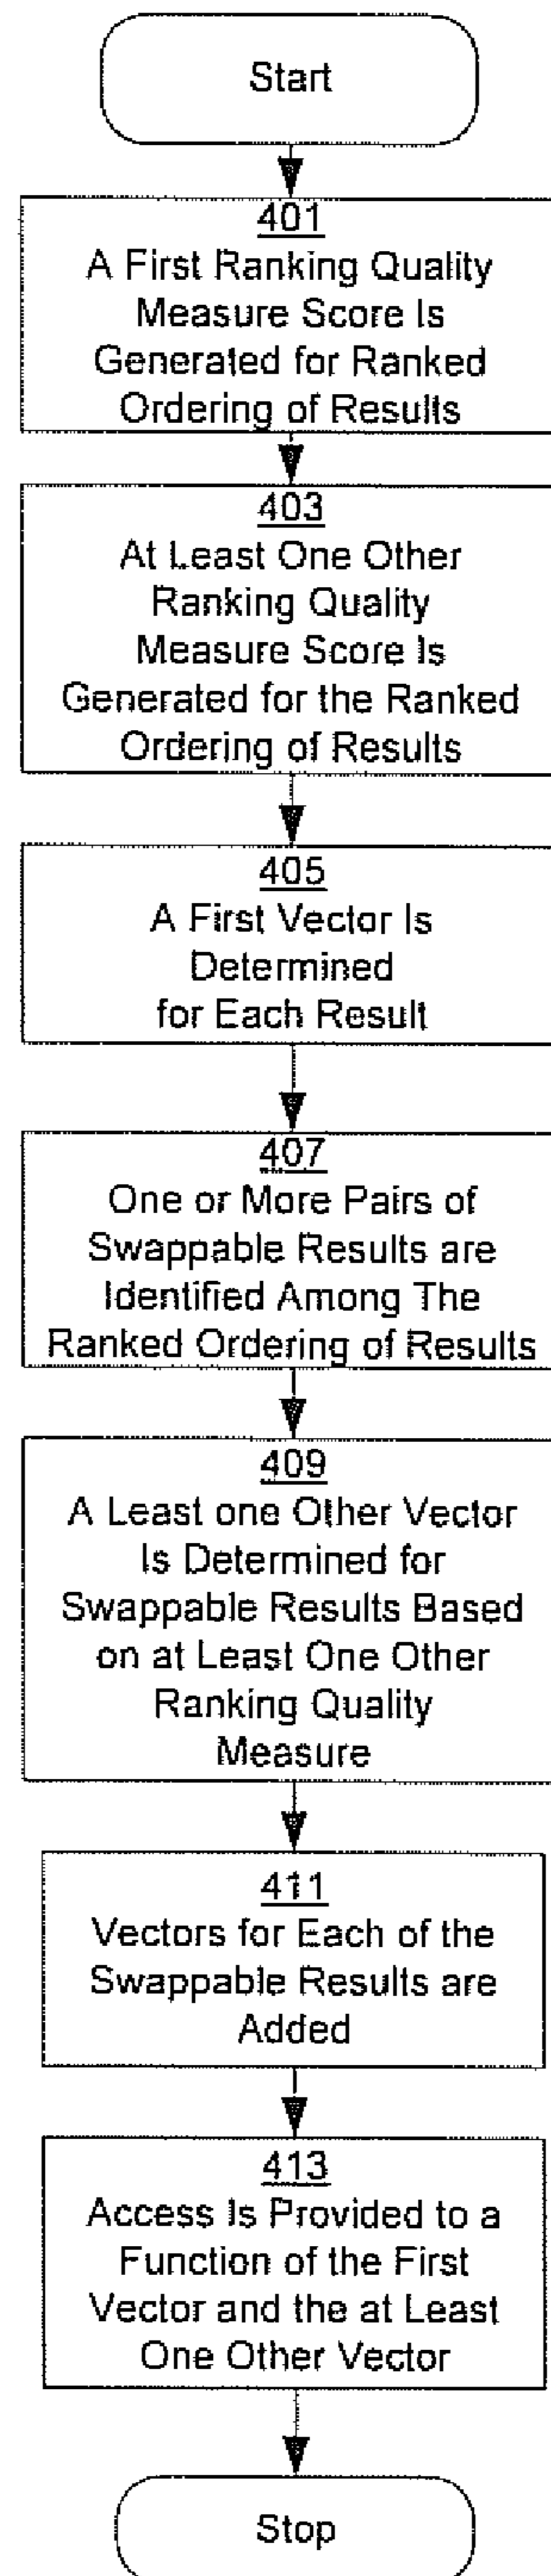 Start
401
A First Ranking Quality
Measure Score Is
Generated for Ranked
Ordering of Results
403
At Least One Other
Ranking Quality
Measure Score Is
Generated for the Ranked
Ordering of Results
405
A First Vector Is
Determined
for Each Result
407
One or More Pairs of
Swappable Results are
Identified Among The
Ranked Ordering of Results
409
A Least one Other Vector
Is Determined for
Swappable Results Based
on at Least One Other
Ranking Quality
Measure
411
Vectors for Each of the
Swappable Results are
Added
413
Access Is Provided to a
Function of the First
Vector and the at Least
One Other Vector
Stop